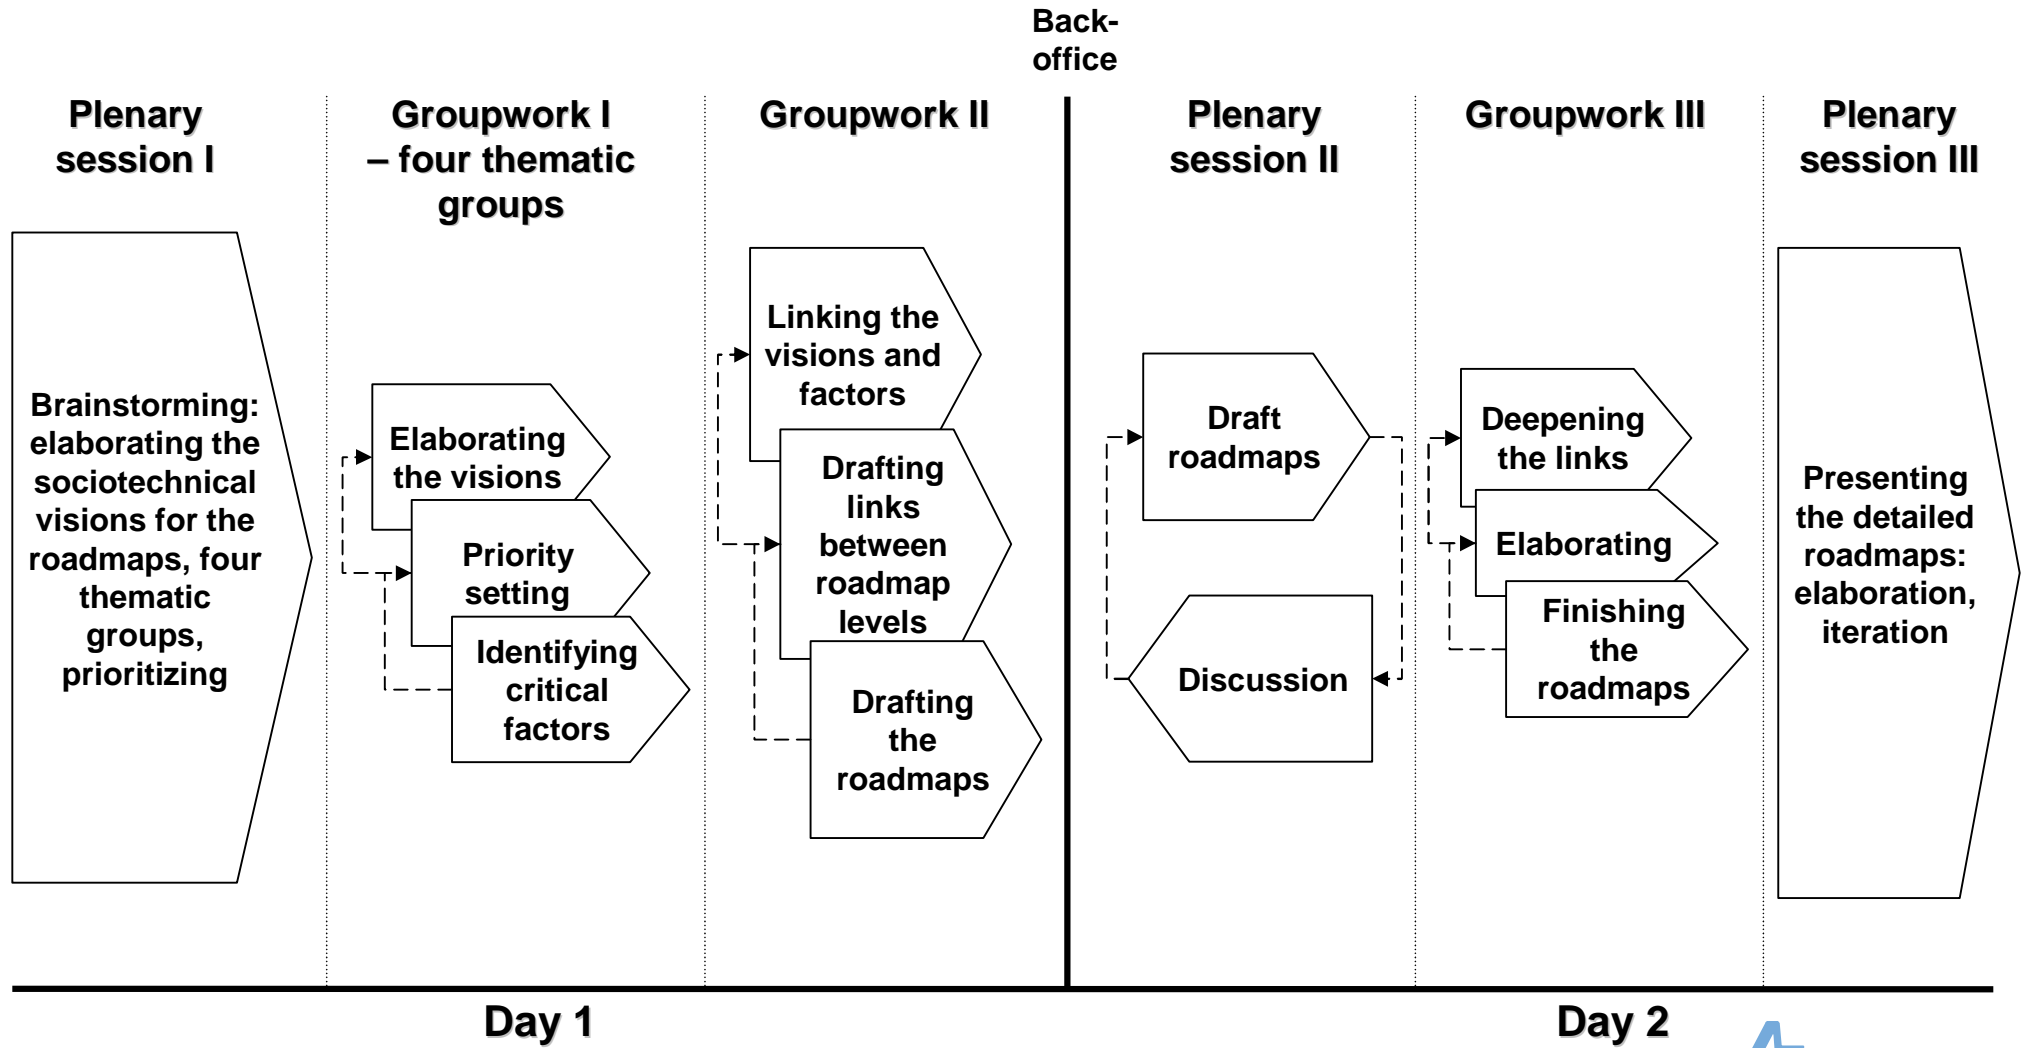 Back-
office
Plenary
session I
Groupwork I
– four thematic
groups
Groupwork II
Plenary
session II
Groupwork III
Plenary
session III
Brainstorming:
elaborating the
sociotechnical
visions for the
roadmaps, four
thematic
groups,
prioritizing
Elaborating
the visions
Priority
setting
Identifying
critical
factors
Linking the
visions and
factors
Drafting
links
between
roadmap
levels
Drafting
the
roadmaps
Draft
roadmaps
Discussion
Deepening
the links
Elaborating
Finishing
the
roadmaps
Presenting
the detailed
roadmaps:
elaboration,
iteration
Day 1
Day 2